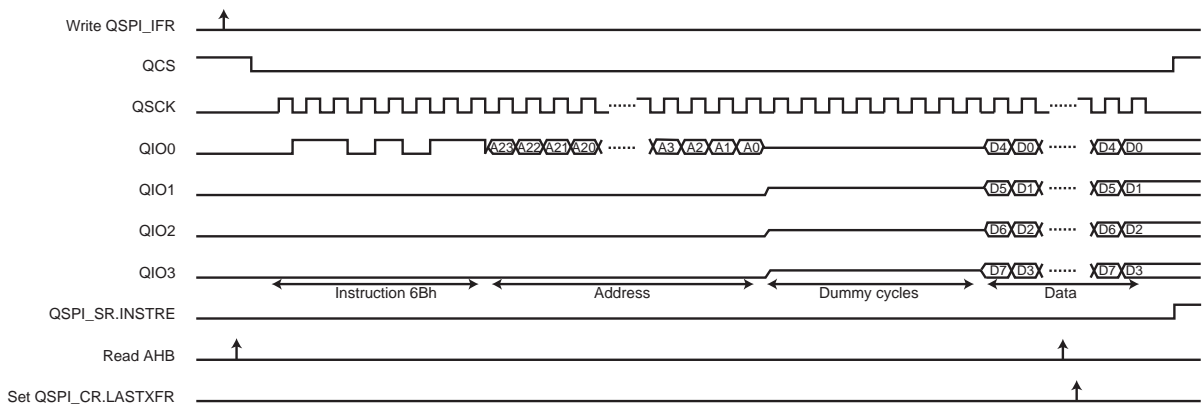 Write QSPI_IFR
QCS
QSCK
QIO0 A23 A22 A21 A20 A3 A2 A1 A0 D4 D0 D4 D0
QIO1 D5 D1 D5 D1
QIO2 D6 D2 D6 D2
QIO3 D7 D3 D7 D3
Instruction 6Bh Address Dummy cycles Data
QSPI_SR.INSTRE
Read AHB
Set QSPI_CR.LASTXFR